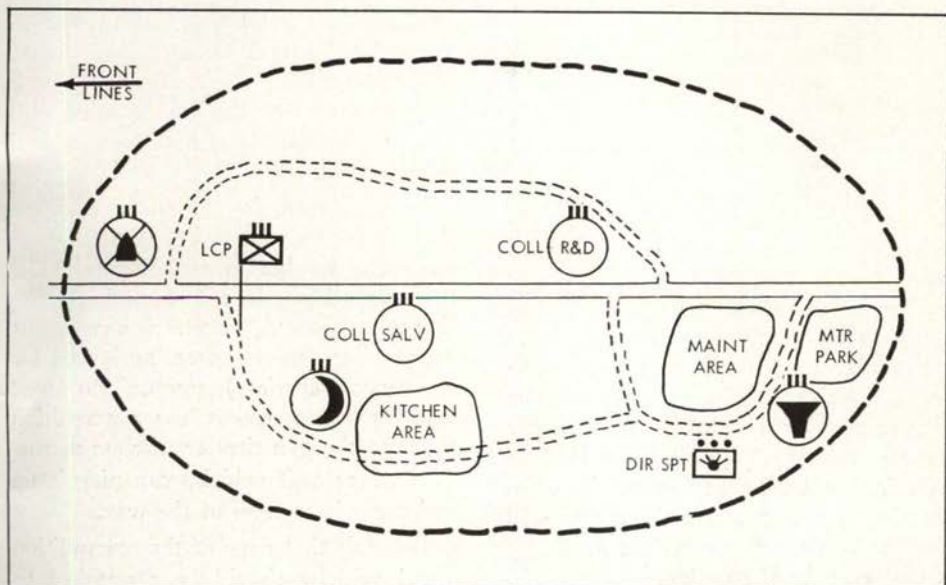 FRONT
LINES
LCP
COLL R&D
COLL SALV
MAINT
AREA
MTR
PARK
KITCHEN
AREA
DIR SPT